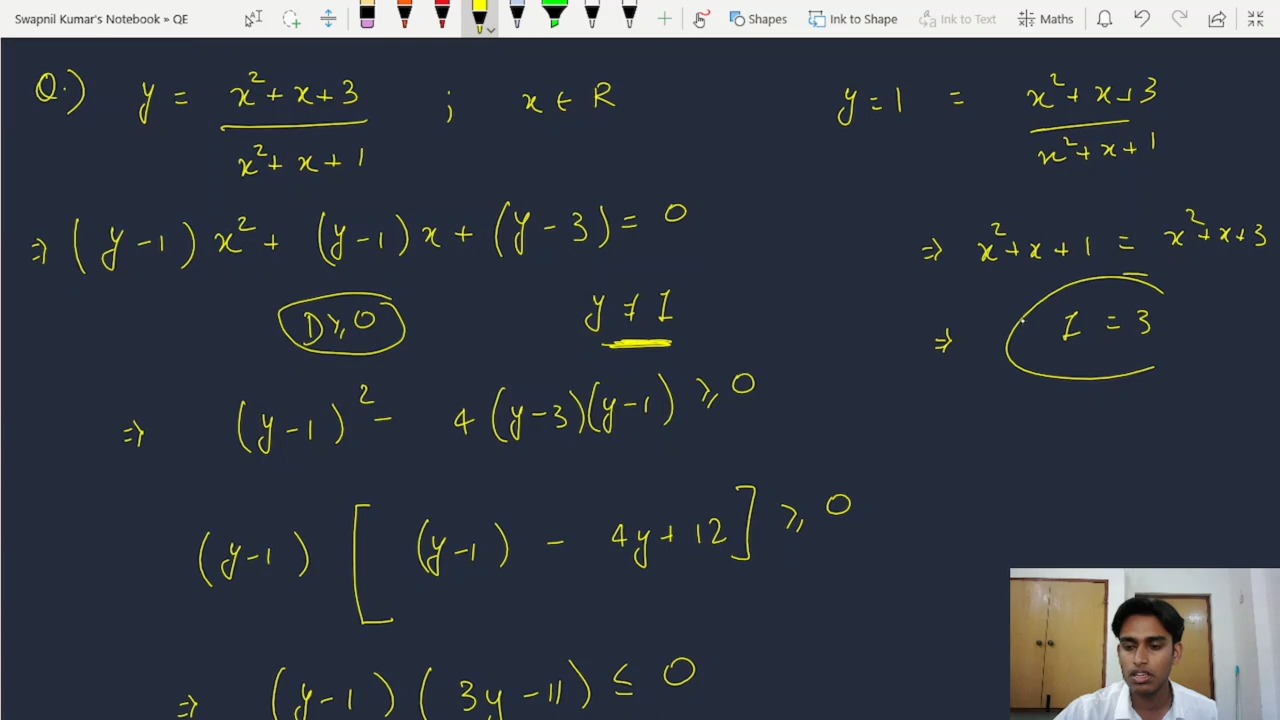 Swapnil Kumar's Notebook » QE
Shapes Ink to Shape Ink to Text Maths
Q.) y = x²+x+3 / x²+x+1 ; x ∈ R
⇒ (y-1)x² + (y-1)x + (y-3) = 0
D ≥ 0 y ≠ 1
⇒ (y-1)² - 4(y-3)(y-1) ≥ 0
(y-1) [ (y-1) - 4y+12 ] ≥ 0
⇒ (y-1)(3y-11) ≤ 0
y = 1 = x²+x+3 / x²+x+1
⇒ x²+x+1 = x²+x+3
⇒ 1 = 3